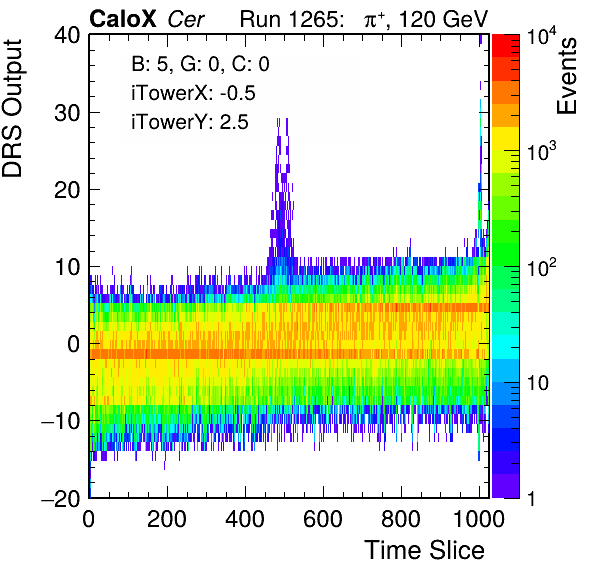 CaloX Cer Run 1265: π⁺, 120 GeV
DRS Output
Events
B: 5, G: 0, C: 0
iTowerX: -0.5
iTowerY: 2.5
40
30
20
10
0
−10
−20
0 200 400 600 800 1000
Time Slice
10⁴
10³
10²
10
1